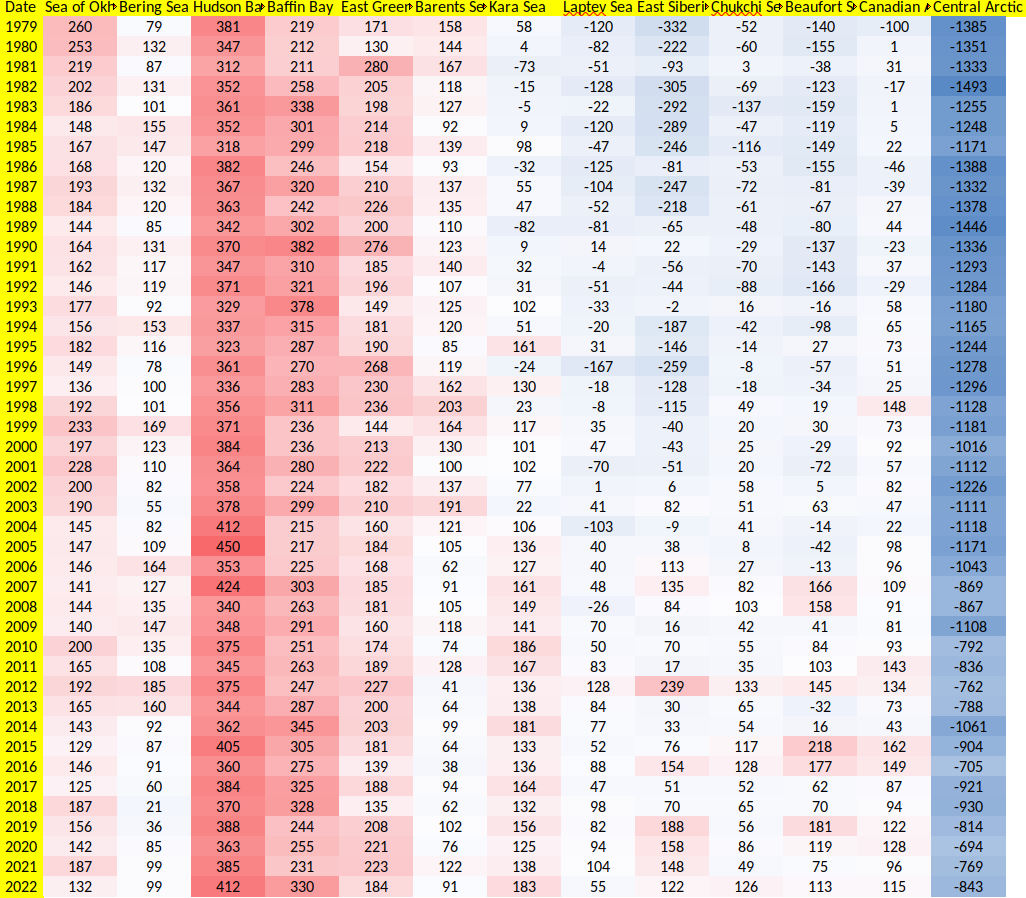 Date Sea of Okh Bering Sea Hudson Ba Baffin Bay East Green Barents Se Kara Sea Laptey Sea East Siberi Chukchi Se Beaufort S Canadian A Central Arctic
1979 260 79 381 219 171 158 58 -120 -332 -52 -140 -100 -1385
1980 253 132 347 212 130 144 4 -82 -222 -60 -155 1 -1351
1981 219 87 312 211 280 167 -73 -51 -93 3 -38 31 -1333
1982 202 131 352 258 205 118 -15 -128 -305 -69 -123 -17 -1493
1983 186 101 361 338 198 127 -5 -22 -292 -137 -159 1 -1255
1984 148 155 352 301 214 92 9 -120 -289 -47 -119 5 -1248
1985 167 147 318 299 218 139 98 -47 -246 -116 -149 22 -1171
1986 168 120 382 246 154 93 -32 -125 -81 -53 -155 -46 -1388
1987 193 132 367 320 210 137 55 -104 -247 -72 -81 -39 -1332
1988 184 120 363 242 226 135 47 -52 -218 -61 -67 27 -1378
1989 144 85 342 302 200 110 -82 -81 -65 -48 -80 44 -1446
1990 164 131 370 382 276 123 9 14 22 -29 -137 -23 -1336
1991 162 117 347 310 185 140 32 -4 -56 -70 -143 37 -1293
1992 146 119 371 321 196 107 31 -51 -44 -88 -166 -29 -1284
1993 177 92 329 378 149 125 102 -33 -2 16 -16 58 -1180
1994 156 153 337 315 181 120 51 -20 -187 -42 -98 65 -1165
1995 182 116 323 287 190 85 161 31 -146 -14 27 73 -1244
1996 149 78 361 270 268 119 -24 -167 -259 -8 -57 51 -1278
1997 136 100 336 283 230 162 130 -18 -128 -18 -34 25 -1296
1998 192 101 356 311 236 203 23 -8 -115 49 19 148 -1128
1999 233 169 371 236 144 164 117 35 -40 20 30 73 -1181
2000 197 123 384 236 213 130 101 47 -43 25 -29 92 -1016
2001 228 110 364 280 222 100 102 -70 -51 20 -72 57 -1112
2002 200 82 358 224 182 137 77 1 6 58 5 82 -1226
2003 190 55 378 299 210 191 22 41 82 51 63 47 -1111
2004 145 82 412 215 160 121 106 -103 -9 41 -14 22 -1118
2005 147 109 450 217 184 105 136 40 38 8 -42 98 -1171
2006 146 164 353 225 168 62 127 40 113 27 -13 96 -1043
2007 141 127 424 303 185 91 161 48 135 82 166 109 -869
2008 144 135 340 263 181 105 149 -26 84 103 158 91 -867
2009 140 147 348 291 160 118 141 70 16 42 41 81 -1108
2010 200 135 375 251 174 74 186 50 70 55 84 93 -792
2011 165 108 345 263 189 128 167 83 17 35 103 143 -836
2012 192 185 375 247 227 41 136 128 239 133 145 134 -762
2013 165 160 344 287 200 64 138 84 30 65 -32 73 -788
2014 143 92 362 345 203 99 181 77 33 54 16 43 -1061
2015 129 87 405 305 181 64 133 52 76 117 218 162 -904
2016 146 91 360 275 139 38 136 88 154 128 177 149 -705
2017 125 60 384 325 188 94 164 47 51 52 62 87 -921
2018 187 21 370 328 135 62 132 98 70 65 70 94 -930
2019 156 36 388 244 208 102 156 82 188 56 181 122 -814
2020 142 85 363 255 221 76 125 94 158 86 119 128 -694
2021 187 99 385 231 223 122 138 104 148 49 75 96 -769
2022 132 99 412 330 184 91 183 55 122 126 113 115 -843